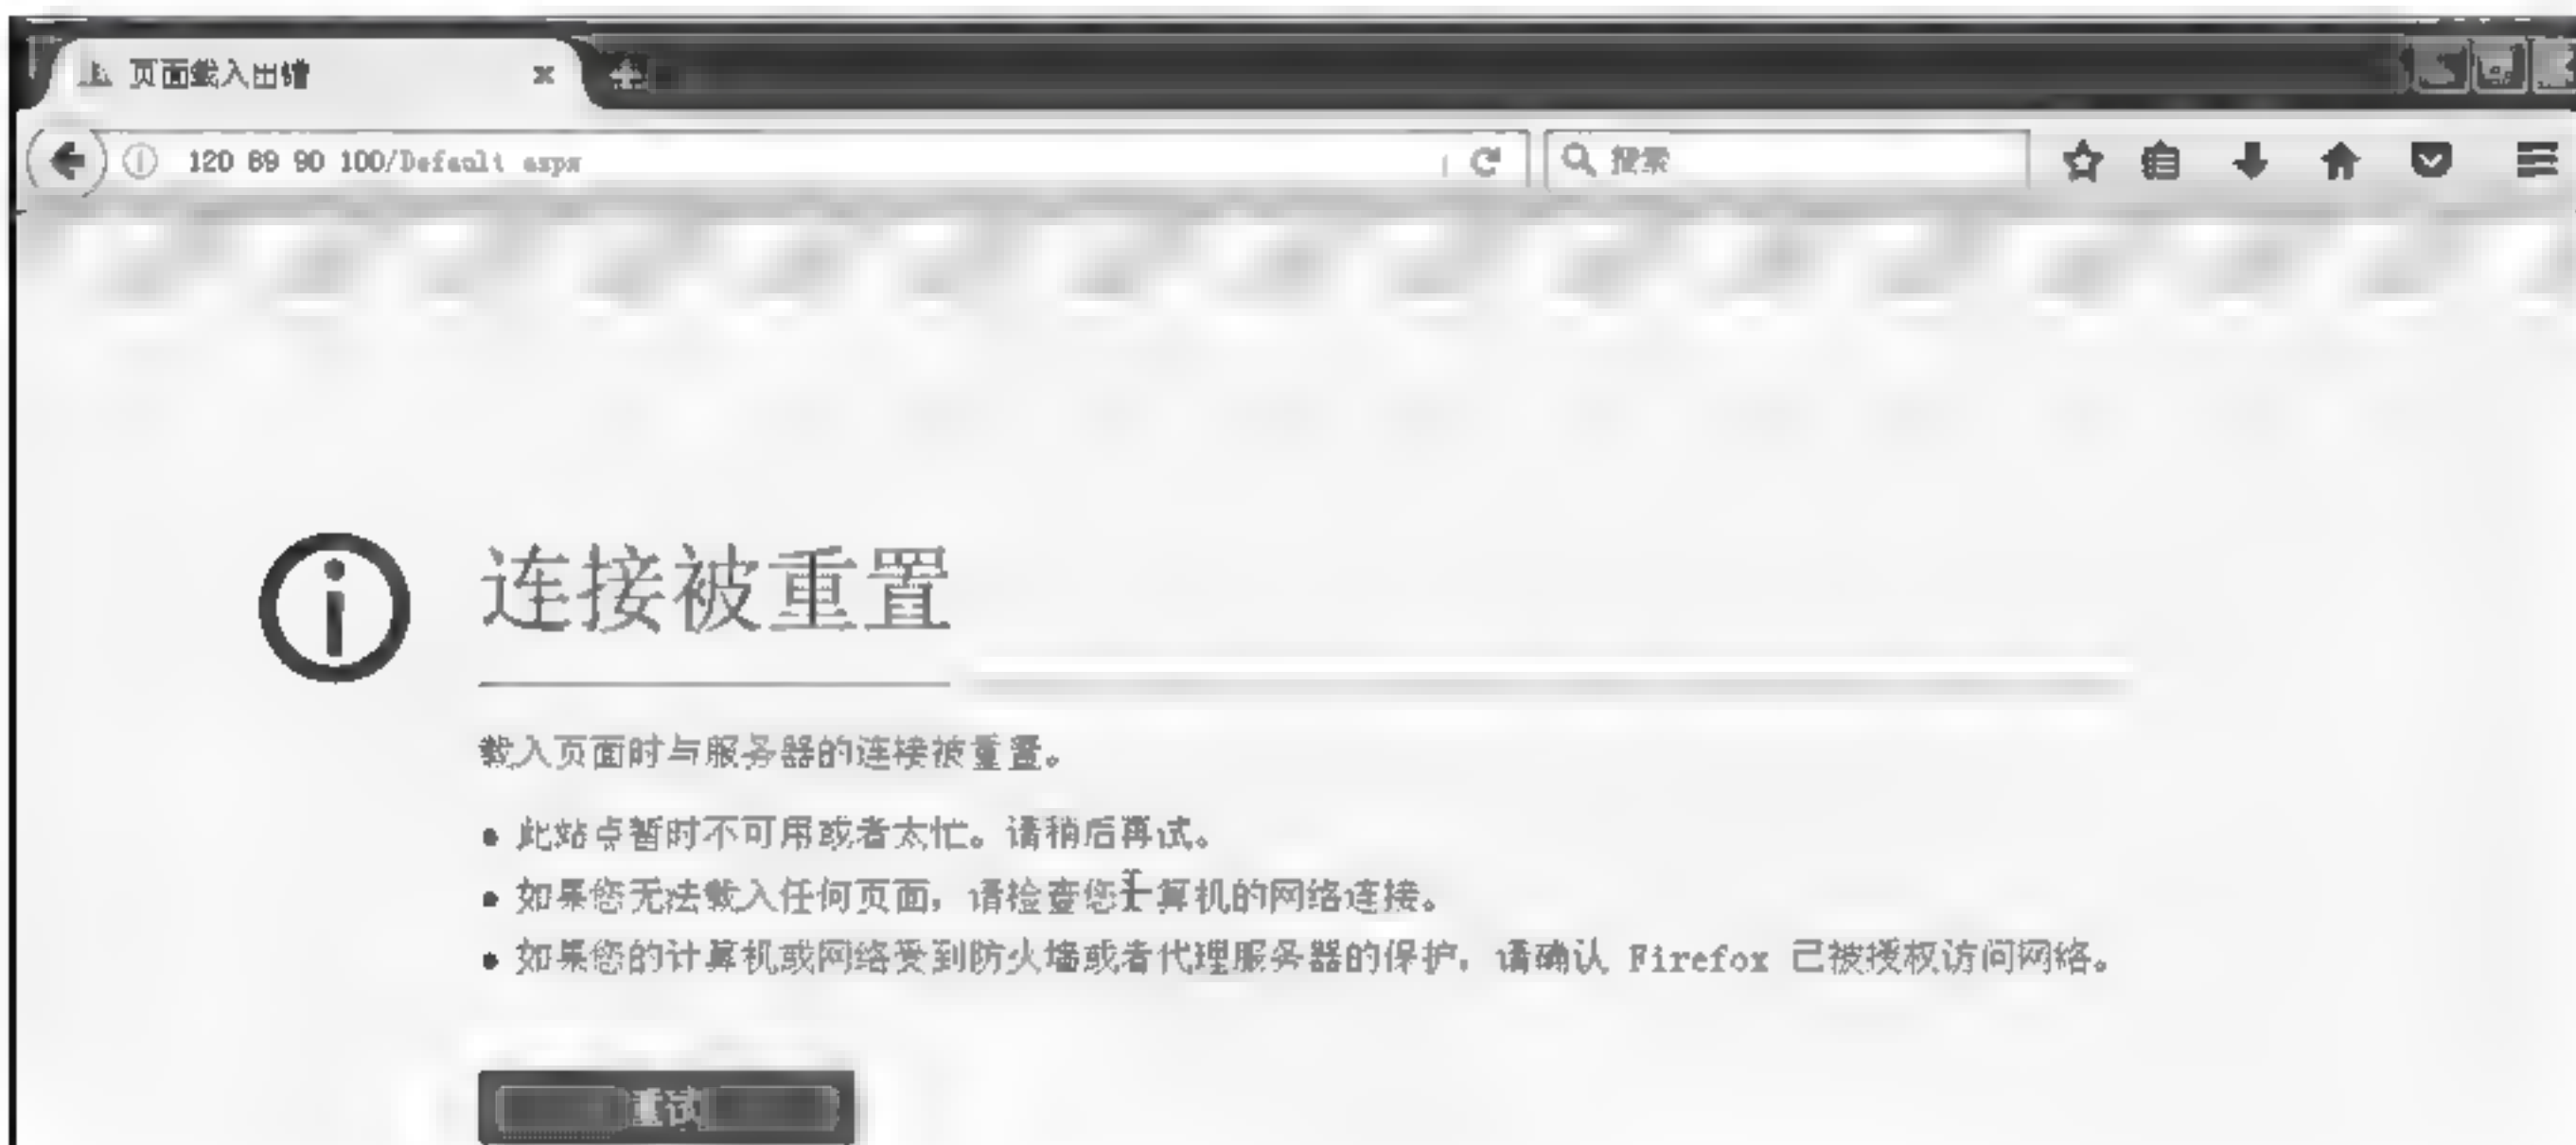 页面载入出错
120 89 90 100/Default aspx
搜索
连接被重置
载入页面时与服务器的连接被重置。
此站点暂时不可用或者太忙。请稍后再试。
如果您无法载入任何页面，请检查您计算机的网络连接。
如果您的计算机或网络受到防火墙或者代理服务器的保护，请确认 Firefox 已被授权访问网络。
重试